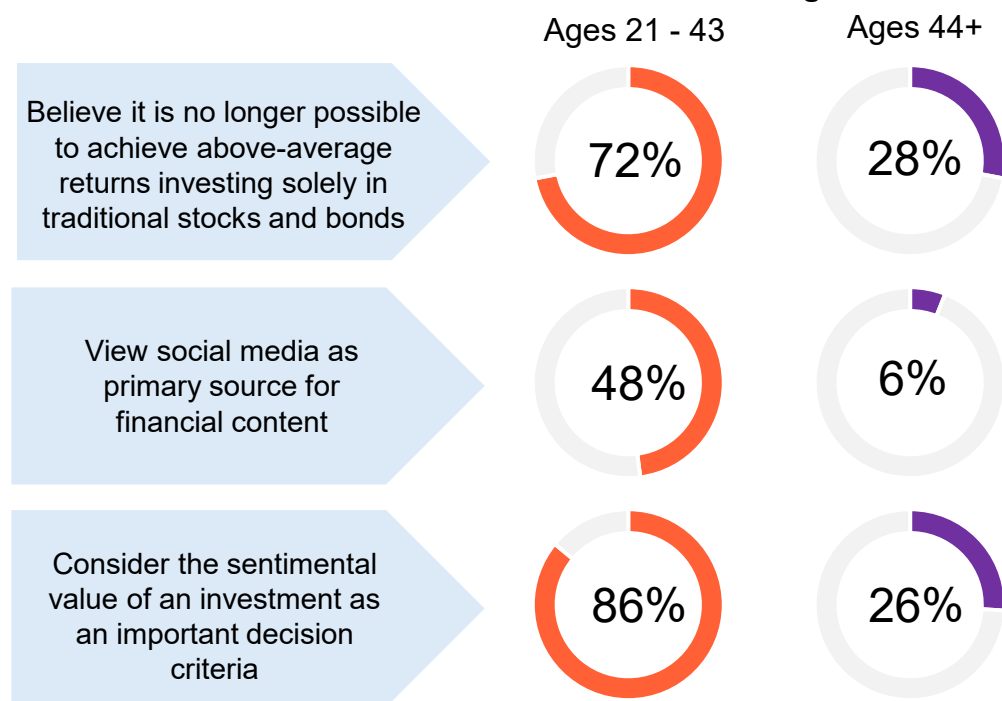 Ages 21 - 43
Ages 44+
Believe it is no longer possible
to achieve above-average
returns investing solely in
traditional stocks and bonds
72%
28%
View social media as
primary source for
financial content
48%
6%
Consider the sentimental
value of an investment as
an important decision
criteria
86%
26%